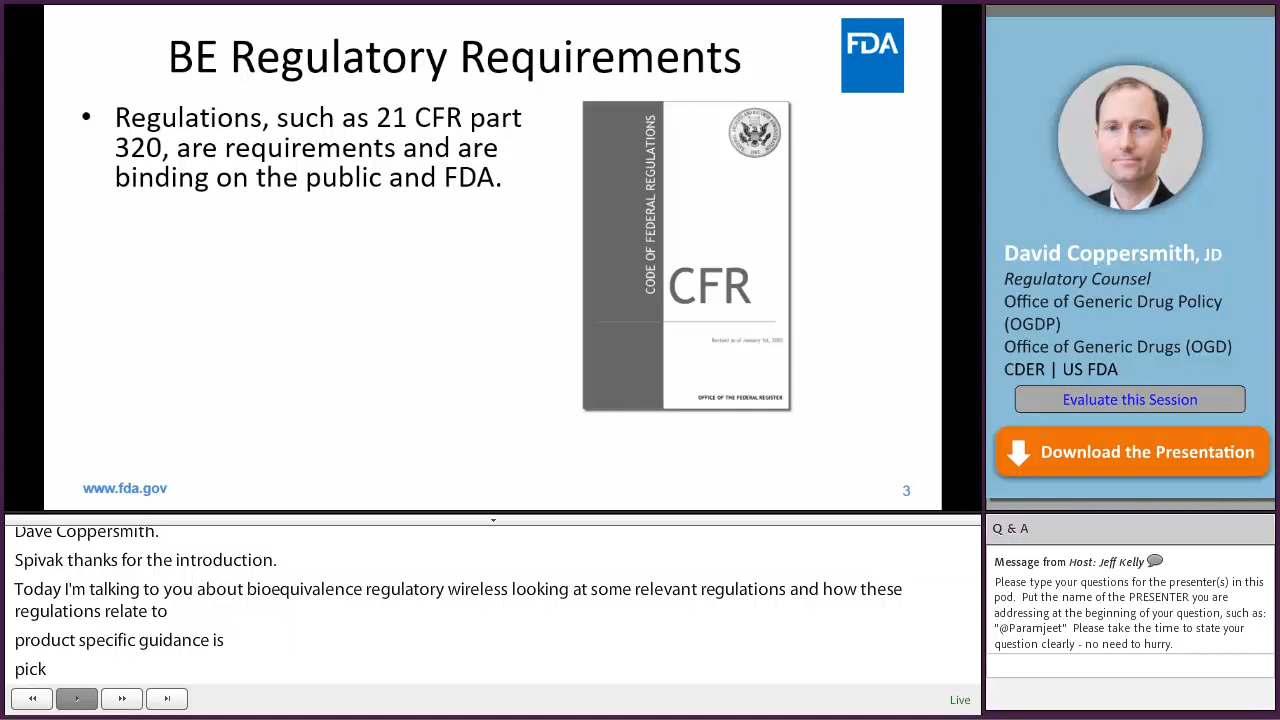 BE Regulatory Requirements
FDA
• Regulations, such as 21 CFR part
320, are requirements and are
binding on the public and FDA.
CODE OF FEDERAL REGULATIONS
CFR
Revised as of January 1st,
OFFICE OF THE FEDERAL REGISTER
www.fda.gov
3
David Coppersmith, JD
Regulatory Counsel
Office of Generic Drug Policy
(OGDP)
Office of Generic Drugs (OGD)
CDER | US FDA
Evaluate this Session
Download the Presentation
Dave Coppersmith.
Spivak thanks for the introduction.
Today I'm talking to you about bioequivalence regulatory wireless looking at some relevant regulations and how these
regulations relate to
product specific guidance is
pick
Live
Q & A
Message from Host: Jeff Kelly
Please type your questions for the presenter(s) in this
pod. Put the name of the PRESENTER you are
addressing at the beginning of your question, such as:
"@Paramjeet" Please take the time to state your
question clearly - no need to hurry.